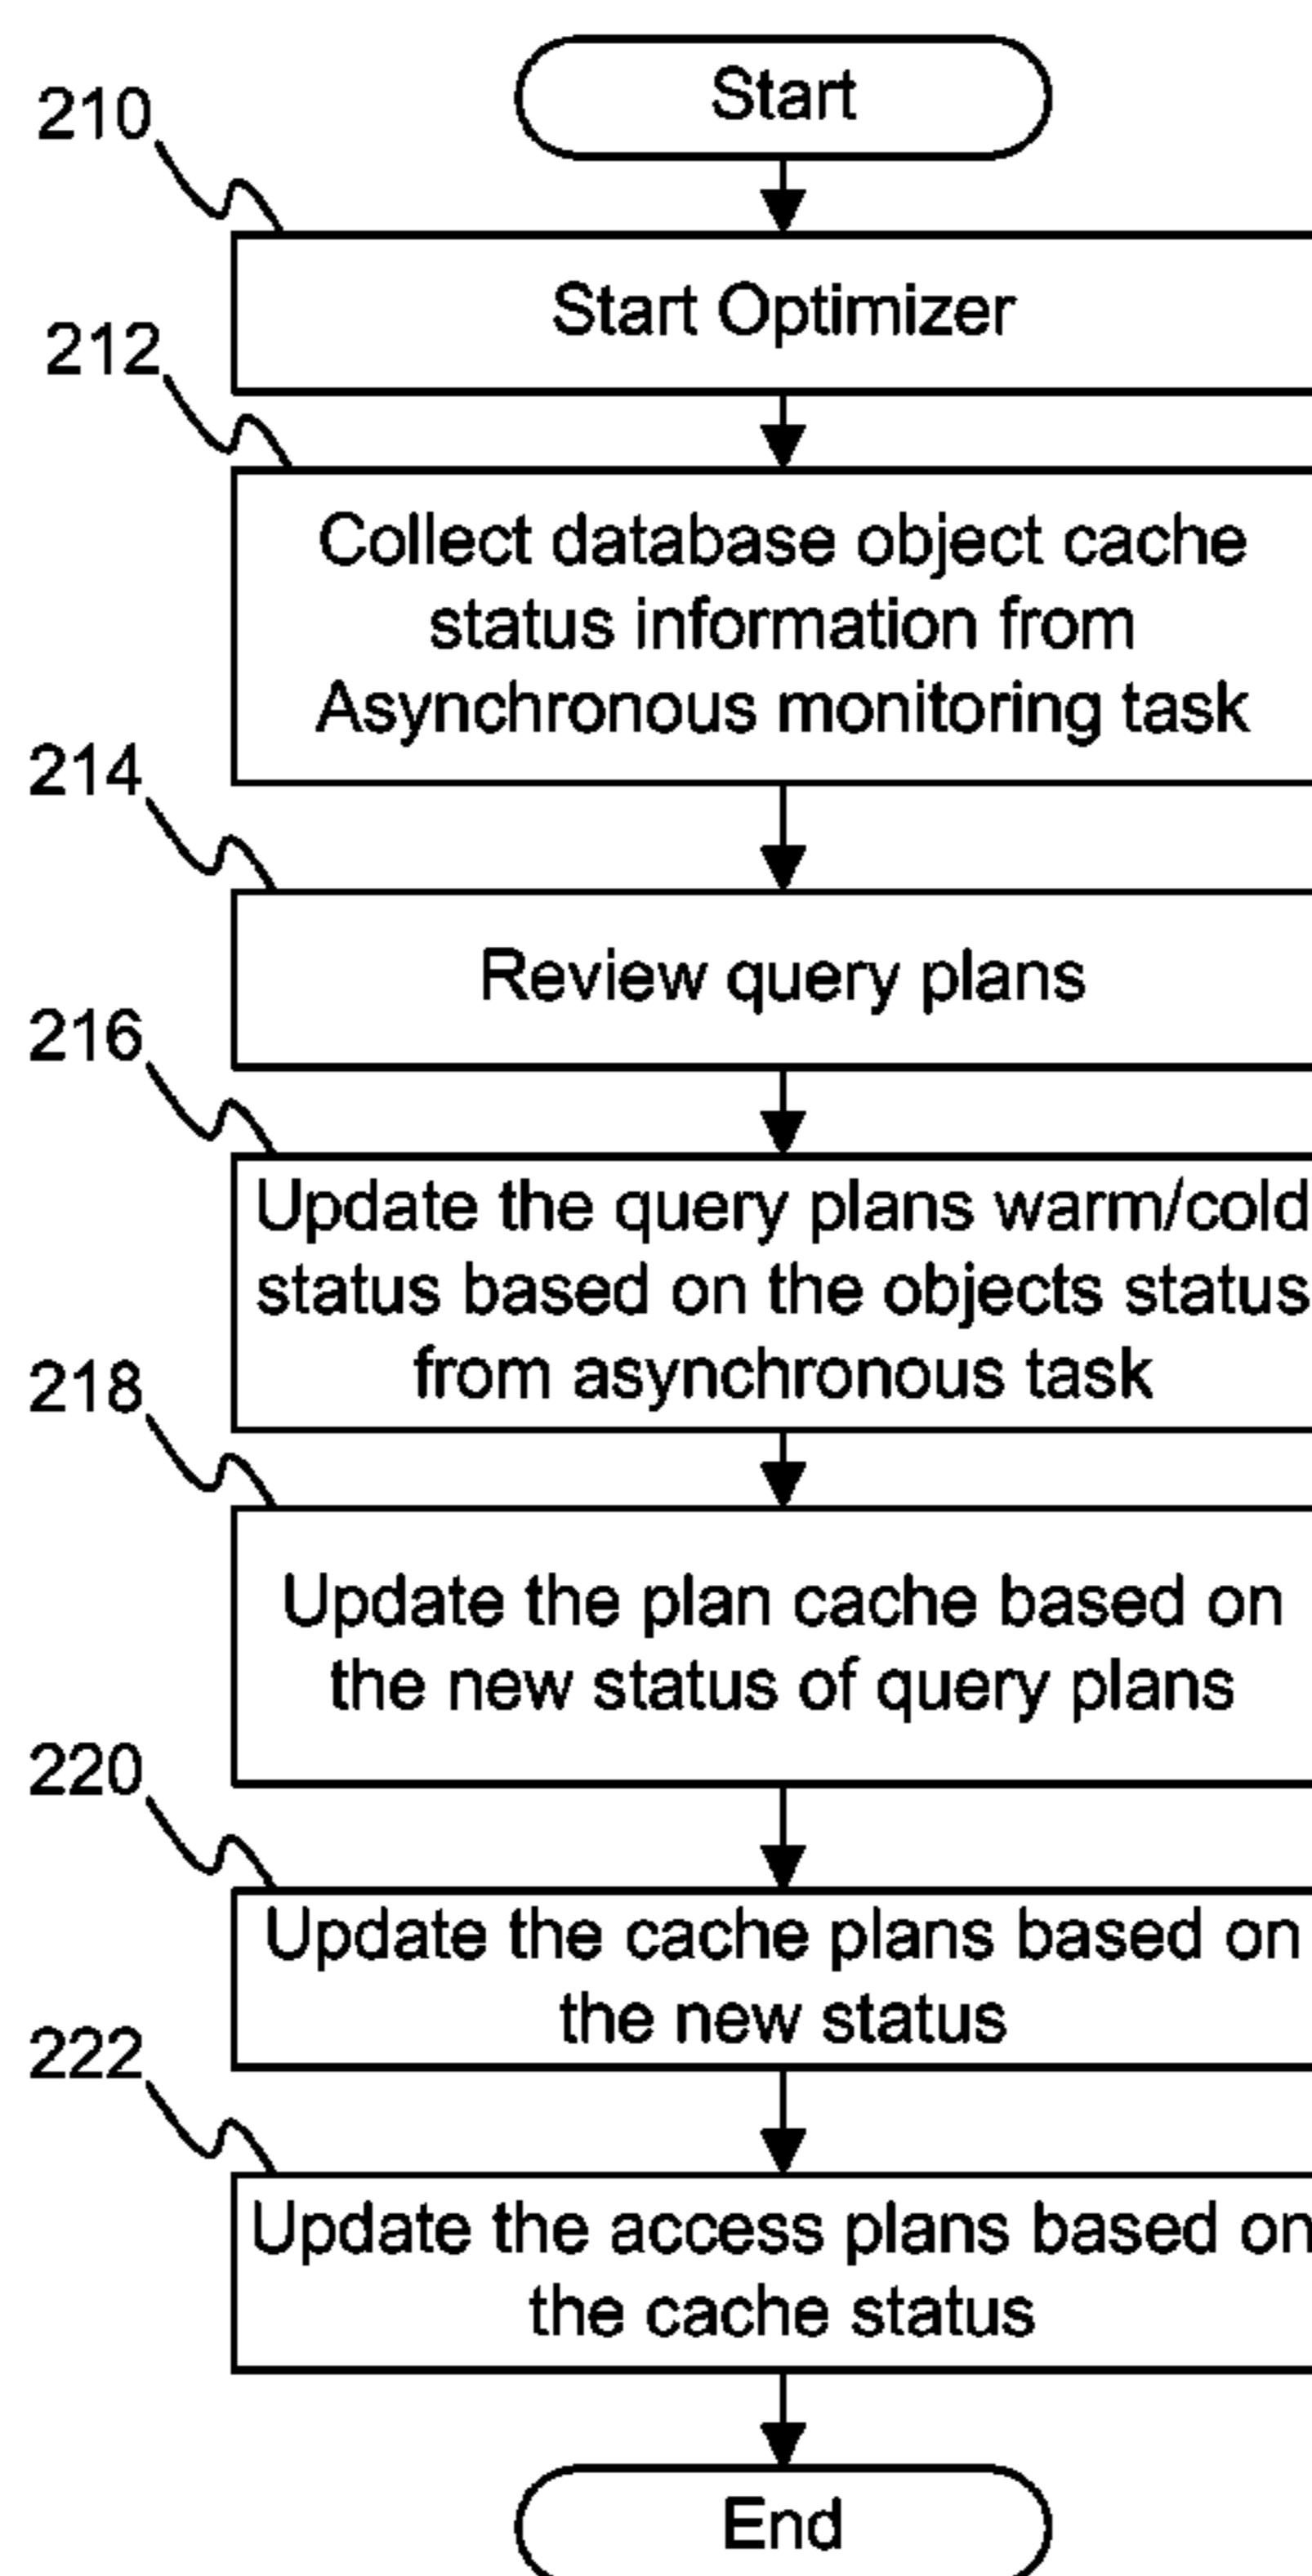 Start
210
Start Optimizer
212
Collect database object cache
status information from
Asynchronous monitoring task
214
Review query plans
216
Update the query plans warm/cold
status based on the objects status
from asynchronous task
218
Update the plan cache based on
the new status of query plans
220
Update the cache plans based on
the new status
222
Update the access plans based on
the cache status
End